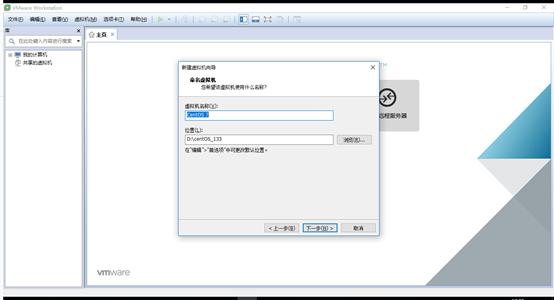 VMware Workstation
文件(F) 编辑(E) 查看(V) 虚拟机(M) 选项卡(T) 帮助(H)
库
在此处键入内容进行搜索
我的计算机
共享的虚拟机
主页
新建虚拟机向导
命名虚拟机
您希望该虚拟机使用什么名称?
虚拟机名称(V):
CentOS 7
位置(L):
D:\centOS_133
浏览(R)...
在"编辑">"首选项"中可更改默认位置。
< 上一步(B)
下一步(N) >
取消
远程服务器
vmware